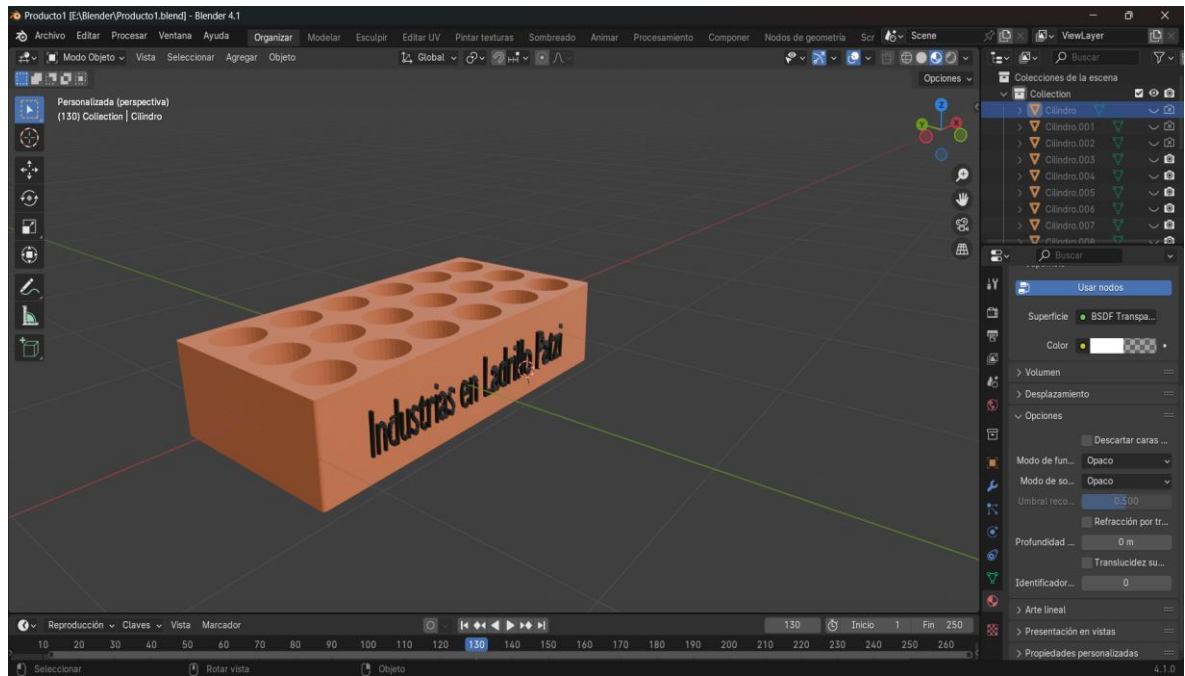 Producto1 [E:\Blender\Producto1.blend] - Blender 4.1
Archivo Editar Procesar Ventana Ayuda Organizar Modelar Esculpir Editar UV Pintar texturas Sombreado Animar Procesamiento Componer Nodos de geometría Scr Scene ViewLayer
Modo Objeto Vista Seleccionar Agregar Objeto Global Buscar
Opciones
Personalizada (perspectiva)
(130) Collection | Cilindro
Z
Y
X
Industrias en Ladrillo Patxi
Colecciones de la escena
Collection
Cilindro
Cilindro.001
Cilindro.002
Cilindro.003
Cilindro.004
Cilindro.005
Cilindro.006
Cilindro.007
Cilindro.008
Buscar
Usar nodos
Superficie BSDF Transpa...
Color
Volumen
Desplazamiento
Opciones
Descartar caras ...
Modo de fun... Opaco
Modo de so... Opaco
Umbral reco... 0.500
Refracción por tr...
Profundidad ... 0 m
Translucidez su...
Identificador... 0
Arte lineal
Presentación en vistas
Propiedades personalizadas
Reproducción Claves Vista Marcador 130 Inicio 1 Fin 250
10 20 30 40 50 60 70 80 90 100 110 120 130 140 150 160 170 180 190 200 210 220 230 240 250 260
Seleccionar Rotar vista Objeto 4.1.0